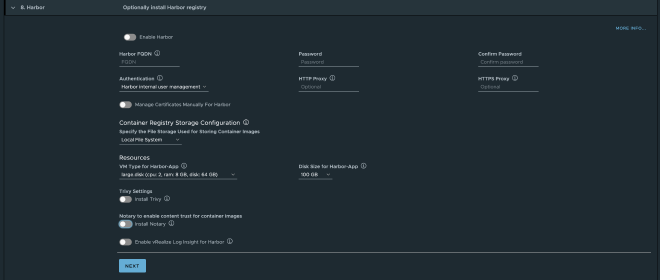 8. Harbor
Optionally install Harbor registry
MORE INFO...
Enable Harbor
Harbor FQDN
Password
Confirm Password
FQDN
Password
Confirm password
Authentication
HTTP Proxy
HTTPS Proxy
Harbor internal user management
Optional
Optional
Manage Certificates Manually For Harbor
Container Registry Storage Configuration
Specify the File Storage Used for Storing Container Images
Local File System
Resources
VM Type for Harbor-App
Disk Size for Harbor-App
large.disk (cpu: 2, ram: 8 GB, disk: 64 GB)
100 GB
Trivy Settings
Install Trivy
Notary to enable content trust for container images
Install Notary
Enable vRealize Log Insight for Harbor
NEXT